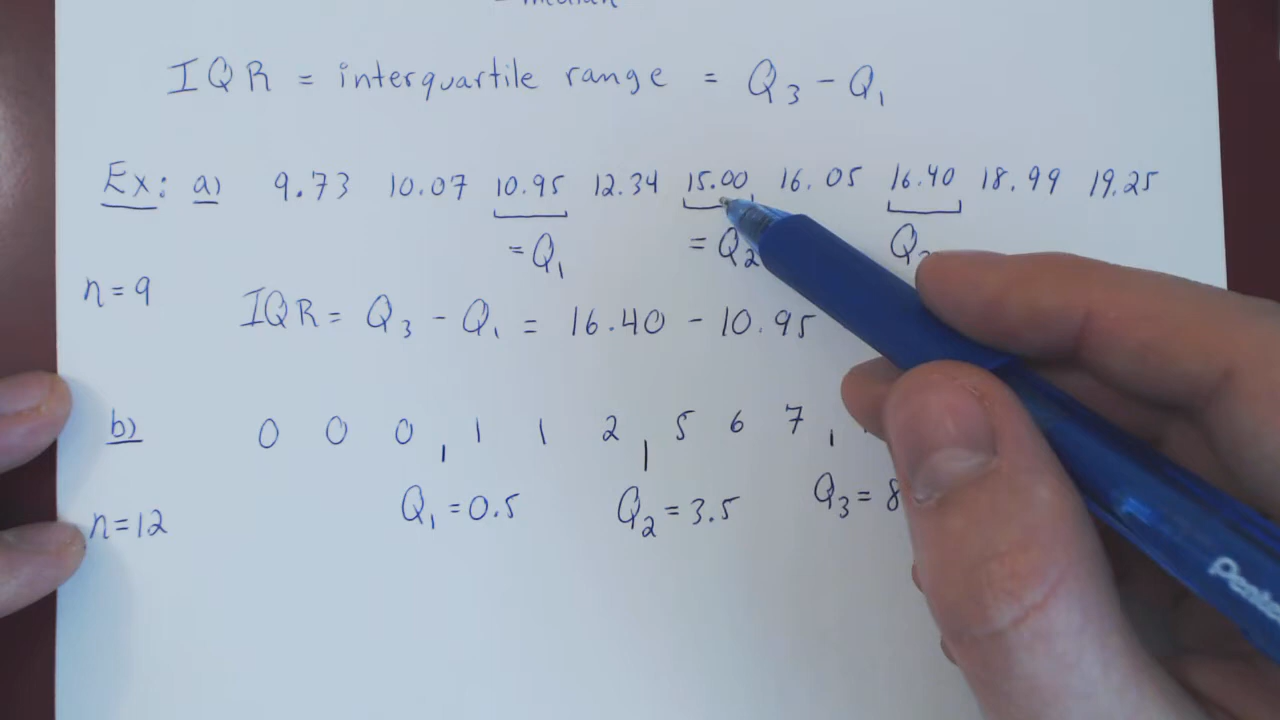 = median
IQR = interquartile range = Q3 - Q1
Ex: a) 9.73 10.07 10.95 12.34 15.00 16.05 16.40 18.99 19.25
= Q1 = Q2 Q3
n = 9
IQR = Q3 - Q1 = 16.40 - 10.95
b) 0 0 0 , 1 1 2 , 5 6 7 ,
Q1 = 0.5 Q2 = 3.5 Q3 = 8
n = 12